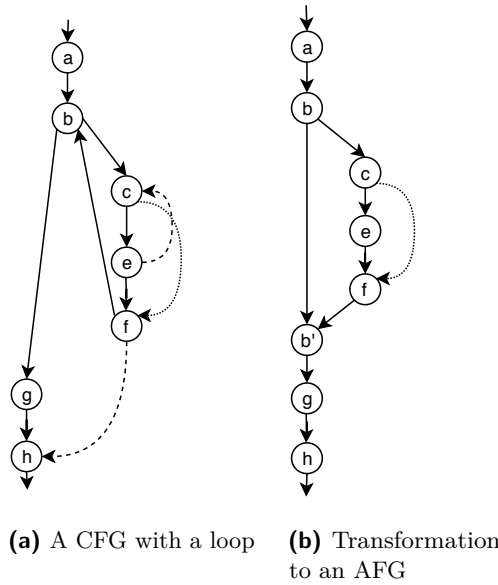 a
b
c
e
f
g
h
a
b
c
e
f
b'
g
h
(a) A CFG with a loop
(b) Transformation
to an AFG